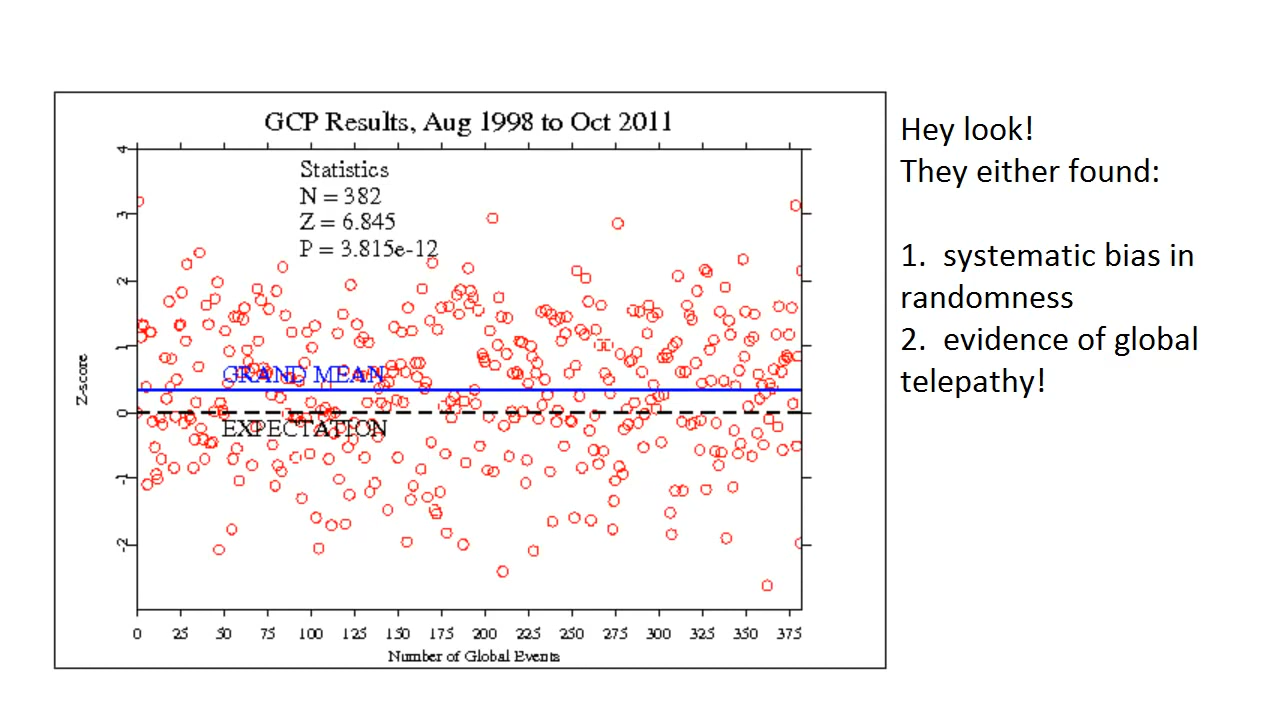 GCP Results, Aug 1998 to Oct 2011
Statistics
N = 382
Z = 6.845
P = 3.815e-12
GRAND MEAN
EXPECTATION
Z-score
4
3
2
1
0
-1
-2
0 25 50 75 100 125 150 175 200 225 250 275 300 325 350 375
Number of Global Events
Hey look!
They either found:
1. systematic bias in
randomness
2. evidence of global
telepathy!